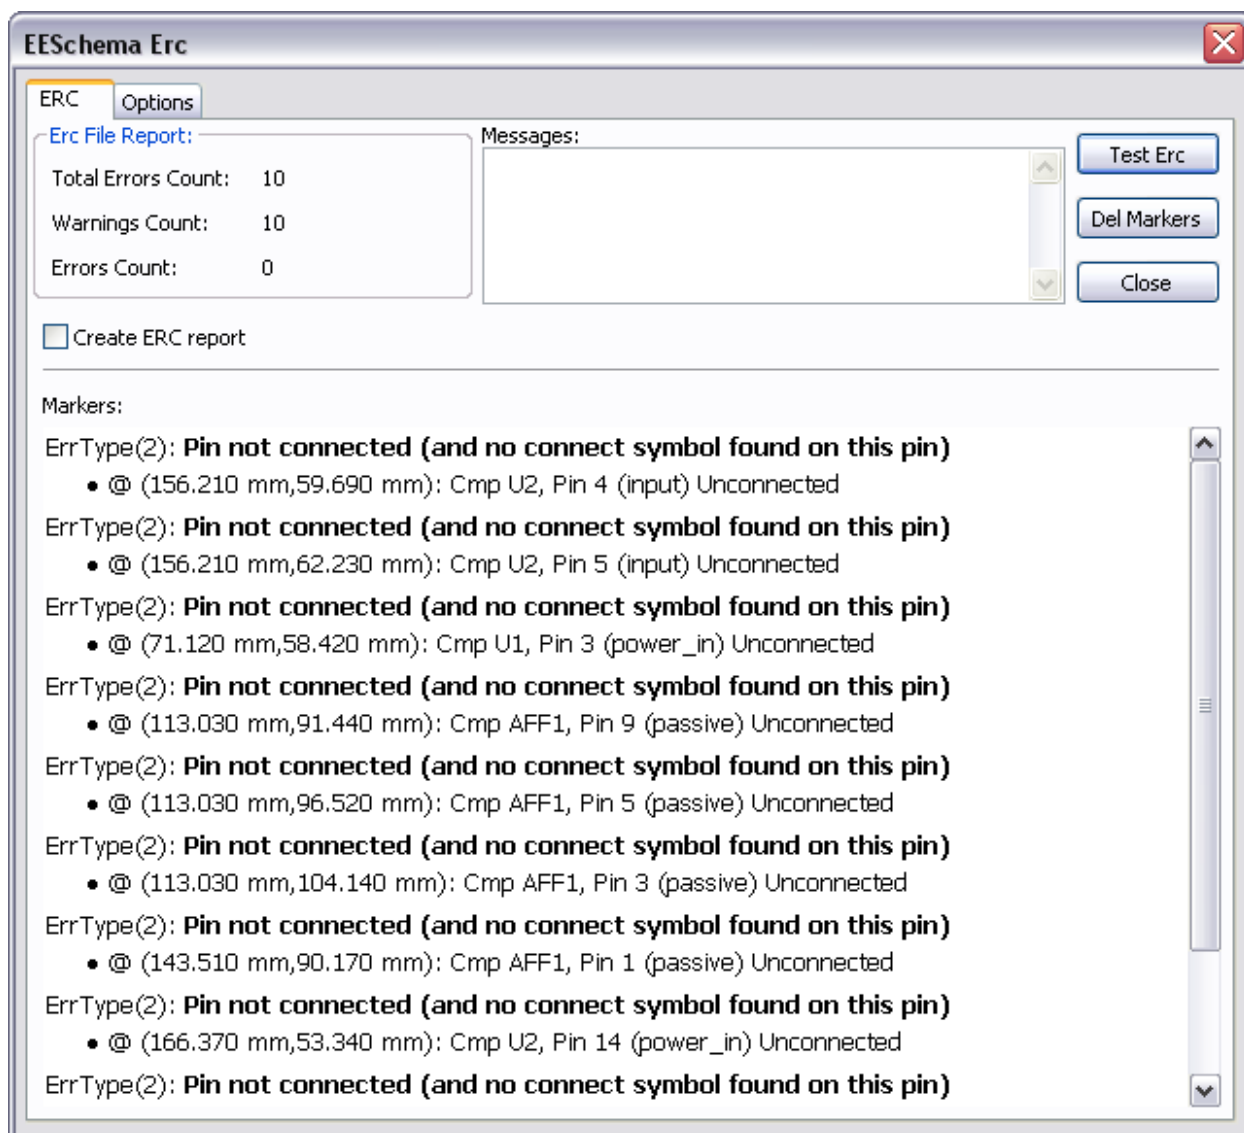 EESchema Erc
ERC Options
Erc File Report:
Total Errors Count: 10
Warnings Count: 10
Errors Count: 0
Messages:
Test Erc
Del Markers
Close
Create ERC report
Markers:
ErrType(2): Pin not connected (and no connect symbol found on this pin)
• @ (156.210 mm,59.690 mm): Cmp U2, Pin 4 (input) Unconnected
ErrType(2): Pin not connected (and no connect symbol found on this pin)
• @ (156.210 mm,62.230 mm): Cmp U2, Pin 5 (input) Unconnected
ErrType(2): Pin not connected (and no connect symbol found on this pin)
• @ (71.120 mm,58.420 mm): Cmp U1, Pin 3 (power_in) Unconnected
ErrType(2): Pin not connected (and no connect symbol found on this pin)
• @ (113.030 mm,91.440 mm): Cmp AFF1, Pin 9 (passive) Unconnected
ErrType(2): Pin not connected (and no connect symbol found on this pin)
• @ (113.030 mm,96.520 mm): Cmp AFF1, Pin 5 (passive) Unconnected
ErrType(2): Pin not connected (and no connect symbol found on this pin)
• @ (113.030 mm,104.140 mm): Cmp AFF1, Pin 3 (passive) Unconnected
ErrType(2): Pin not connected (and no connect symbol found on this pin)
• @ (143.510 mm,90.170 mm): Cmp AFF1, Pin 1 (passive) Unconnected
ErrType(2): Pin not connected (and no connect symbol found on this pin)
• @ (166.370 mm,53.340 mm): Cmp U2, Pin 14 (power_in) Unconnected
ErrType(2): Pin not connected (and no connect symbol found on this pin)